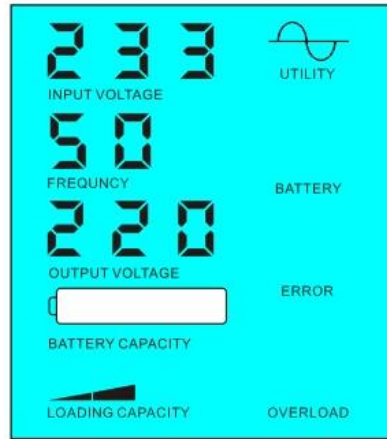 233
UTILITY
INPUT VOLTAGE
50
FREQUNCY
BATTERY
220
OUTPUT VOLTAGE
ERROR
BATTERY CAPACITY
LOADING CAPACITY
OVERLOAD